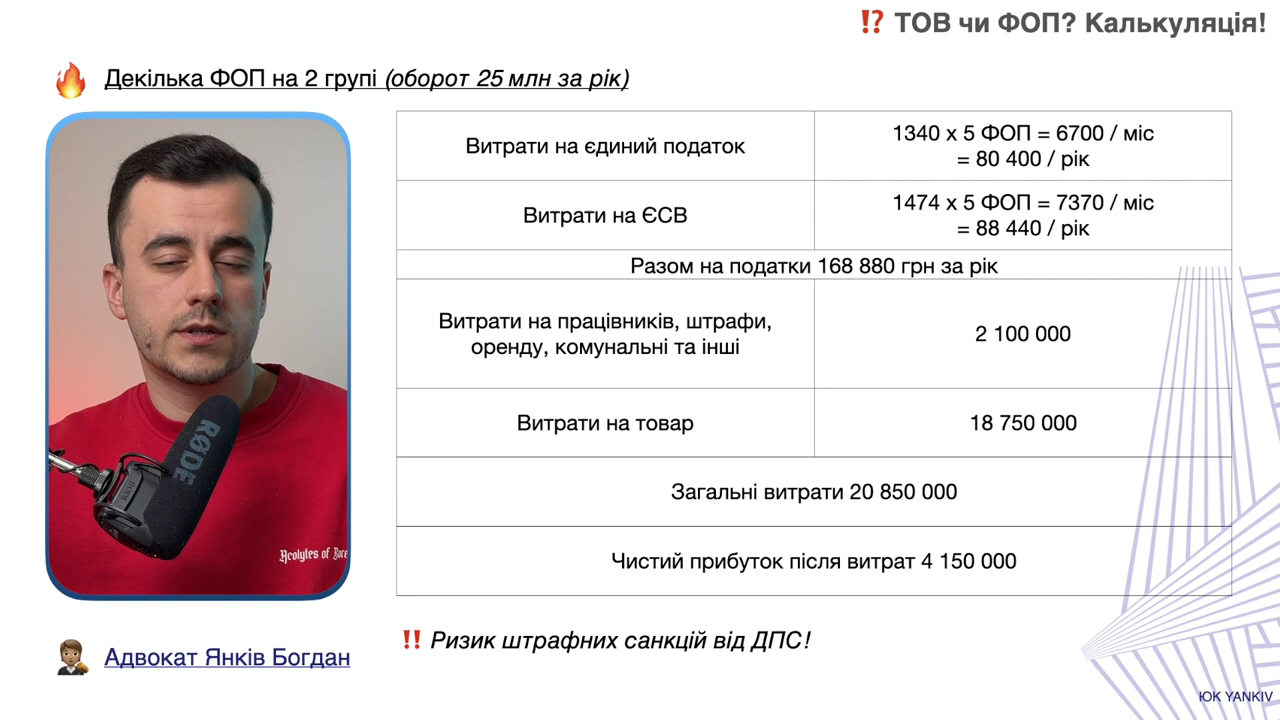 ⁉️ ТОВ чи ФОП? Калькуляція!
🔥 Декілька ФОП на 2 групі (оборот 25 млн за рік)
Витрати на єдиний податок
1340 x 5 ФОП = 6700 / міс
= 80 400 / рік
Витрати на ЄСВ
1474 x 5 ФОП = 7370 / міс
= 88 440 / рік
Разом на податки 168 880 грн за рік
Витрати на працівників, штрафи,
оренду, комунальні та інші
2 100 000
Витрати на товар
18 750 000
Загальні витрати 20 850 000
Чистий прибуток після витрат 4 150 000
‼️ Ризик штрафних санкцій від ДПС!
RØDE
Acolytes of
Адвокат Янків Богдан
ЮК YANKIV